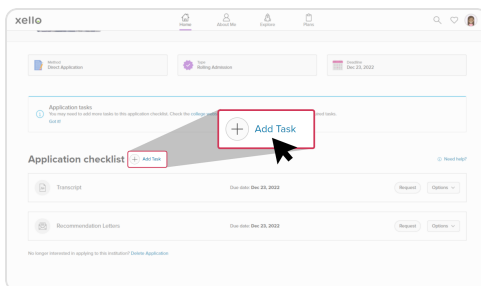 xello
Home
About Me
Explore
Plans
Method
Direct Application
Type
Rolling Admission
Deadline
Dec 23, 2022
Application tasks
You may need to add more tasks to this application checklist. Check the college
Got it!
Add Task
Application checklist
Add Task
Need help?
Transcript
Due date: Dec 23, 2022
Request
Options
Recommendation Letters
Due date: Dec 23, 2022
Request
Options
No longer interested in applying to this institution? Delete Application